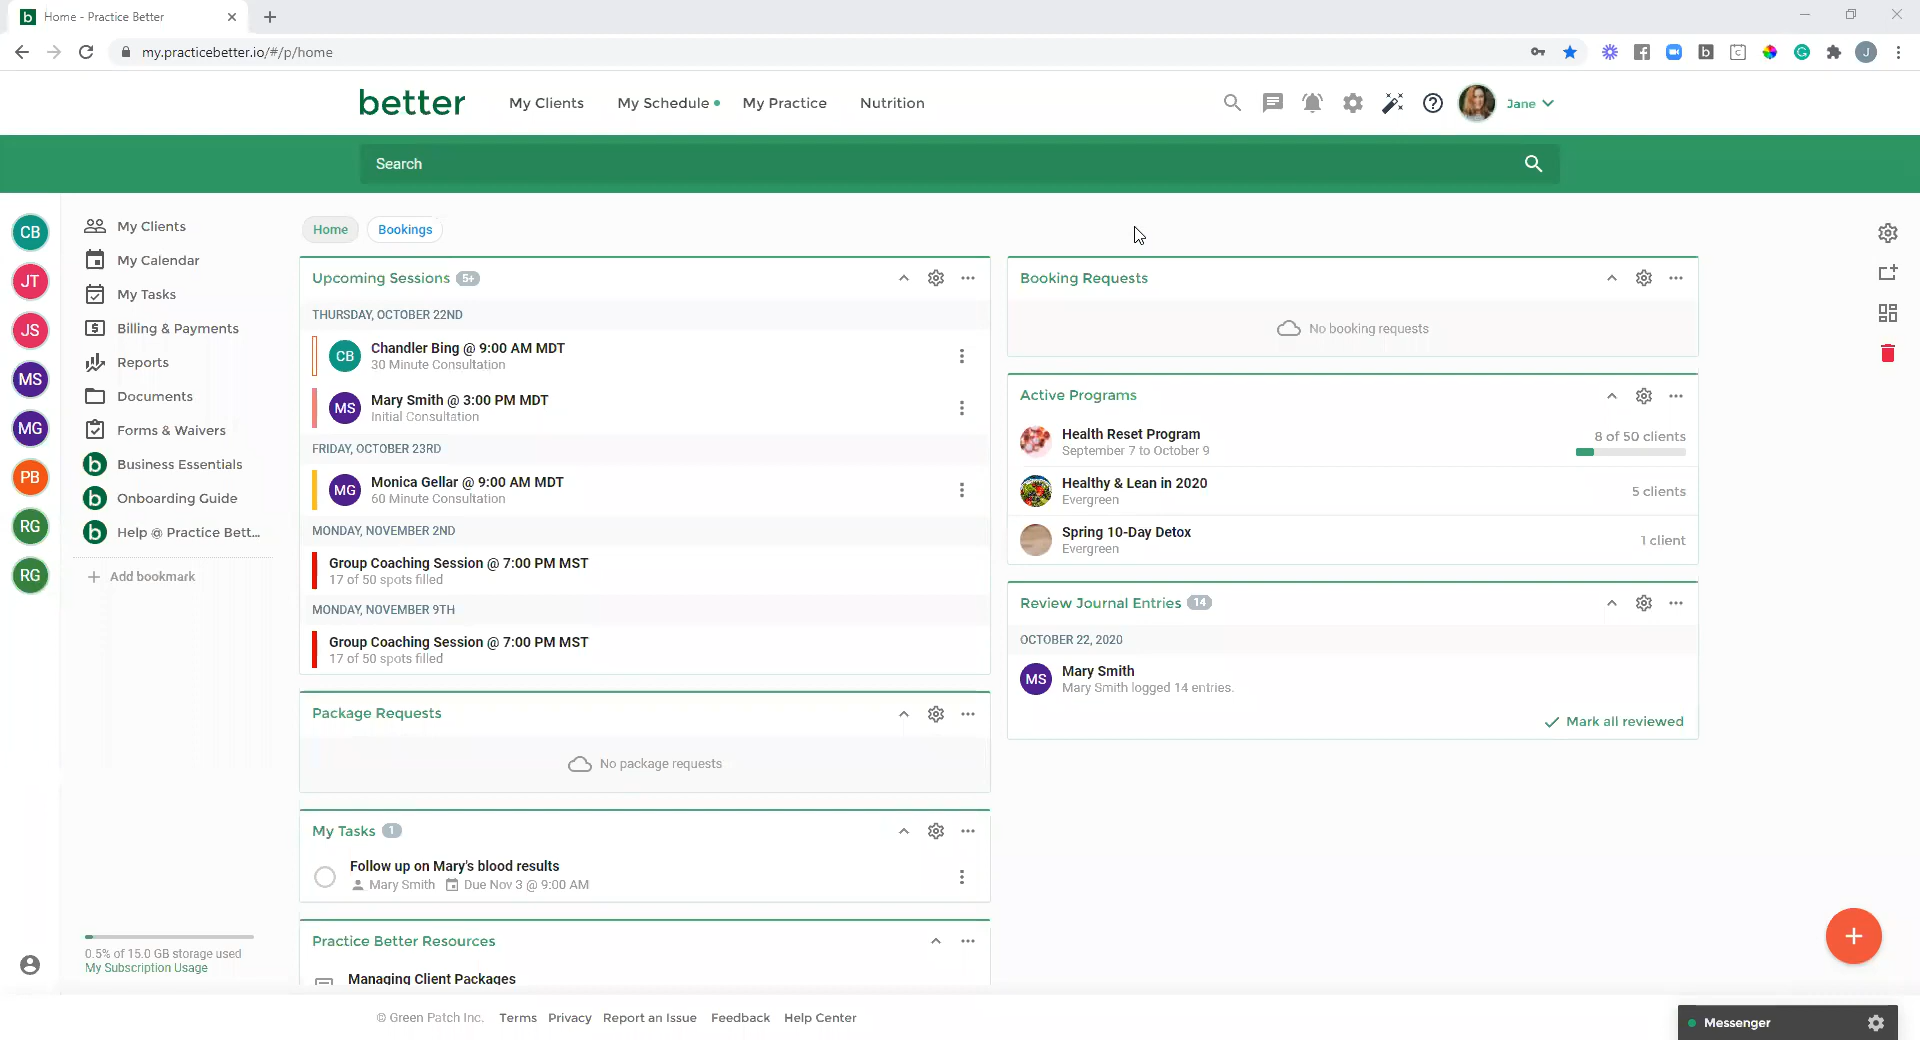 Home - Practice Better
my.practicebetter.io/#/p/home
better
My Clients
My Schedule
My Practice
Nutrition
Jane
Search
CB
JT
JS
MS
MG
PB
RG
RG
My Clients
My Calendar
My Tasks
Billing & Payments
Reports
Documents
Forms & Waivers
Business Essentials
Onboarding Guide
Help @ Practice Bett...
Add bookmark
0.5% of 15.0 GB storage used
My Subscription Usage
Home
Bookings
Upcoming Sessions 5+
THURSDAY, OCTOBER 22ND
CB
Chandler Bing @ 9:00 AM MDT
30 Minute Consultation
MS
Mary Smith @ 3:00 PM MDT
Initial Consultation
FRIDAY, OCTOBER 23RD
MG
Monica Gellar @ 9:00 AM MDT
60 Minute Consultation
MONDAY, NOVEMBER 2ND
Group Coaching Session @ 7:00 PM MST
17 of 50 spots filled
MONDAY, NOVEMBER 9TH
Group Coaching Session @ 7:00 PM MST
17 of 50 spots filled
Package Requests
No package requests
My Tasks 1
Follow up on Mary's blood results
Mary Smith Due Nov 3 @ 9:00 AM
Practice Better Resources
Managing Client Packages
Booking Requests
No booking requests
Active Programs
Health Reset Program
September 7 to October 9
8 of 50 clients
Healthy & Lean in 2020
Evergreen
5 clients
Spring 10-Day Detox
Evergreen
1 client
Review Journal Entries 14
OCTOBER 22, 2020
MS
Mary Smith
Mary Smith logged 14 entries.
Mark all reviewed
© Green Patch Inc. Terms Privacy Report an Issue Feedback Help Center
Messenger